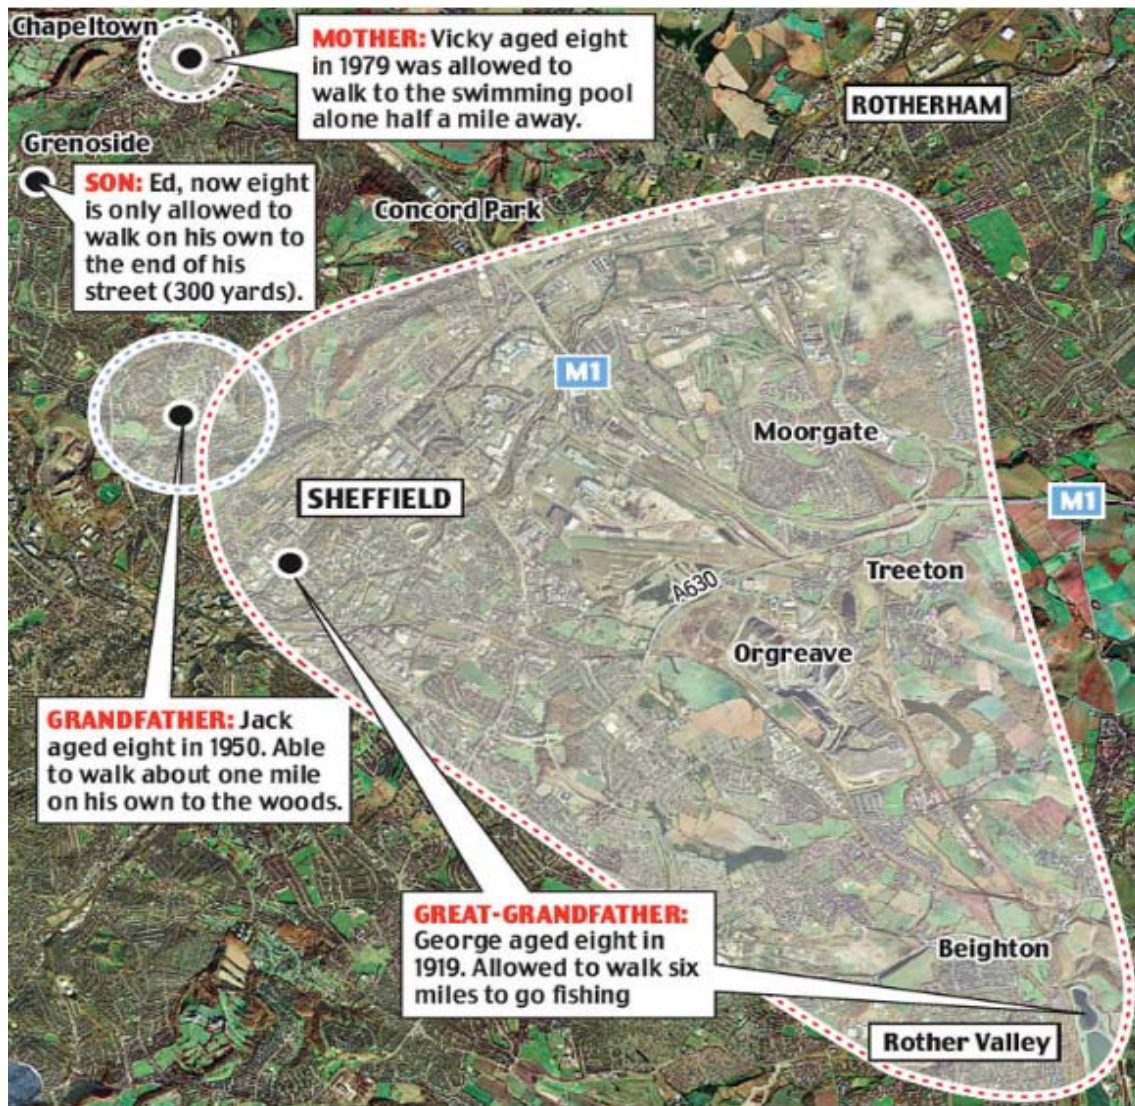 Chapeltown
MOTHER: Vicky aged eight
in 1979 was allowed to
walk to the swimming pool
alone half a mile away.
ROTHERHAM
Grenoside
SON: Ed, now eight
is only allowed to
walk on his own to
the end of his
street (300 yards).
Concord Park
M1
Moorgate
SHEFFIELD
M1
Treeton
A630
Orgreave
GRANDFATHER: Jack
aged eight in 1950. Able
to walk about one mile
on his own to the woods.
GREAT-GRANDFATHER:
George aged eight in
1919. Allowed to walk six
miles to go fishing
Beighton
Rother Valley